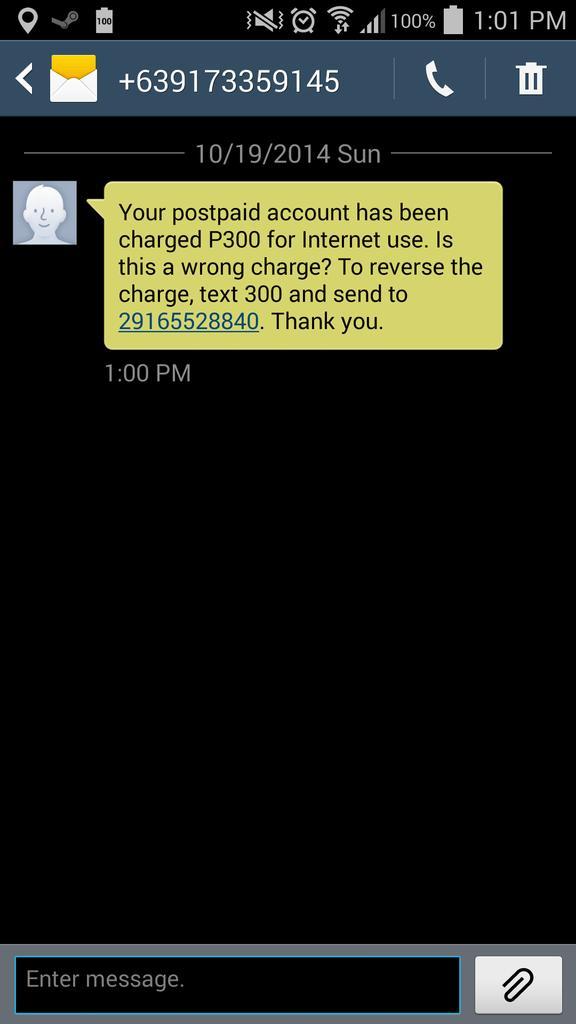 100 100% 1:01 PM
+639173359145
10/19/2014 Sun
Your postpaid account has been
charged P300 for Internet use. Is
this a wrong charge? To reverse the
charge, text 300 and send to
29165528840. Thank you.
1:00 PM
Enter message.